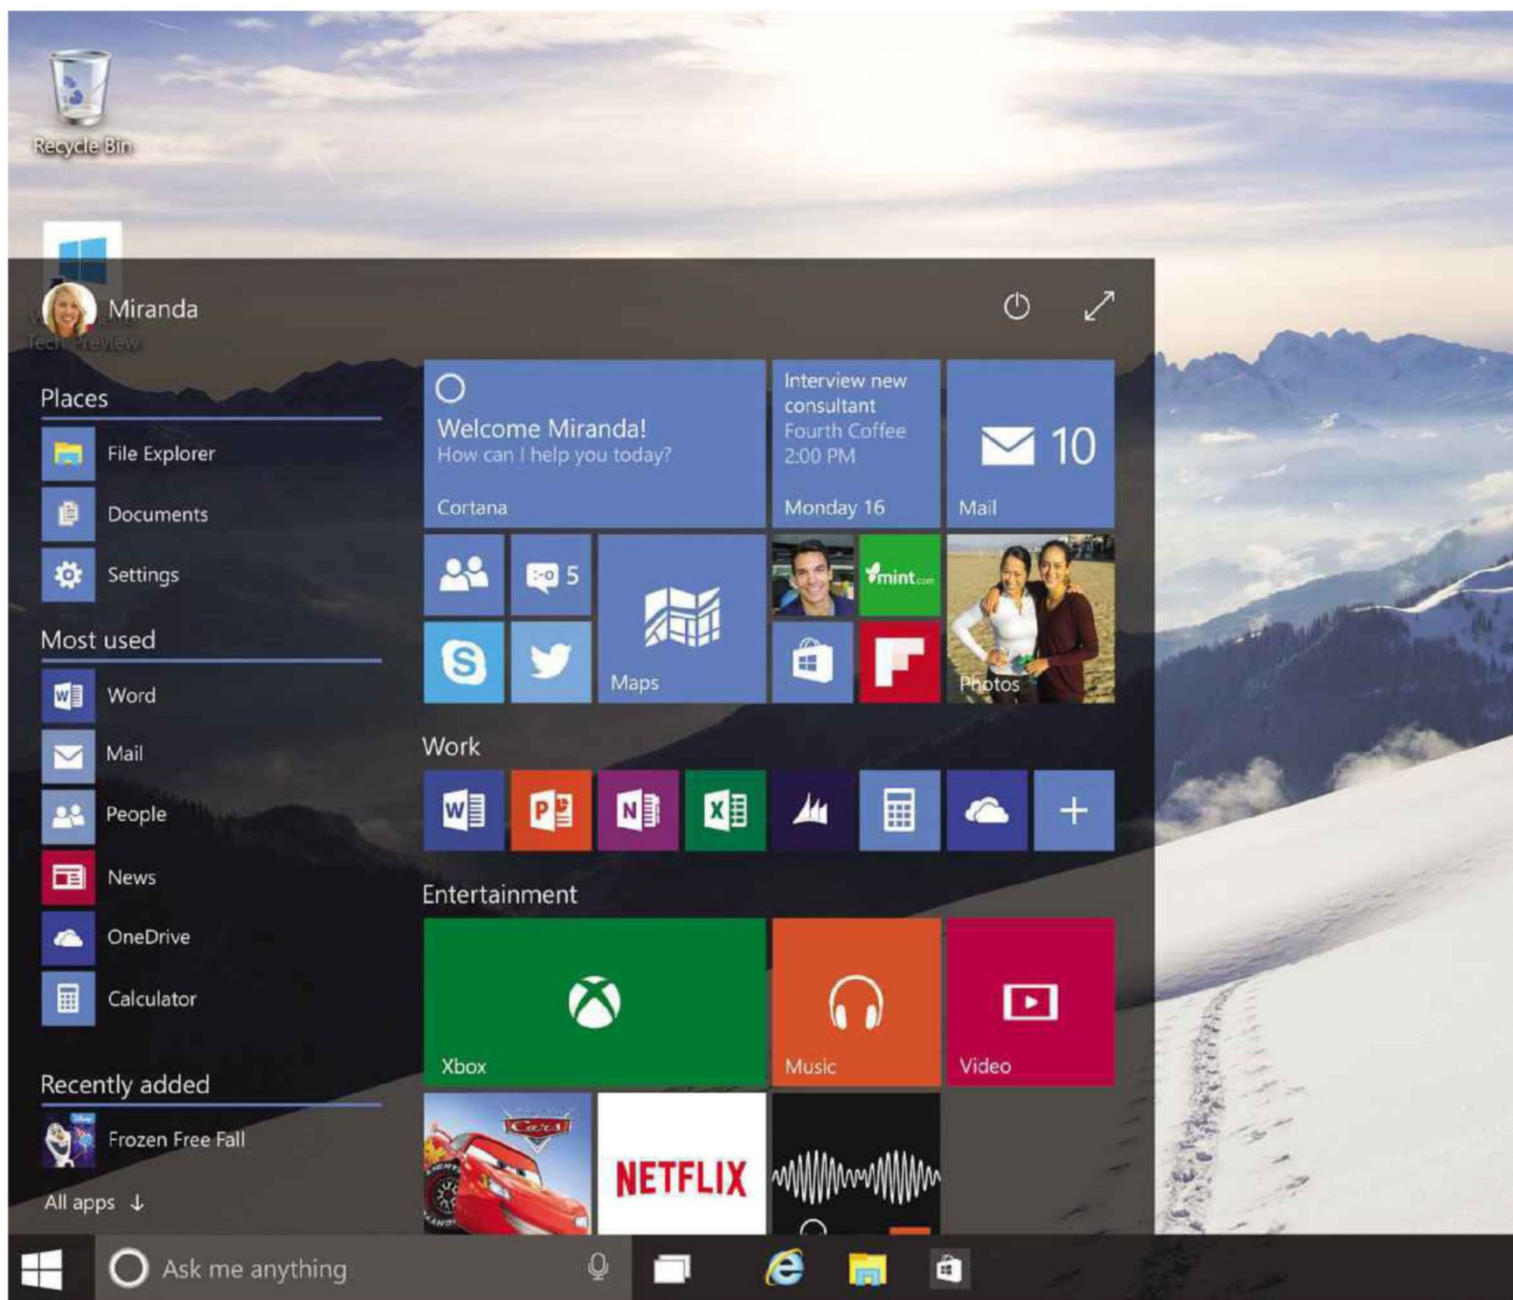 Recycle Bin
Tech Preview
Miranda
Places
File Explorer
Documents
Settings
Most used
Word
Mail
People
News
OneDrive
Calculator
Recently added
Disney
Frozen Free Fall
All apps ↓
Welcome Miranda!
How can I help you today?
Cortana
Interview new
consultant
Fourth Coffee
2:00 PM
Monday 16
10
Mail
:-o 5
mint.com
S
Maps
Photos
Work
W
P
N
X
Entertainment
Xbox
Music
Video
Cars
NETFLIX
Ask me anything